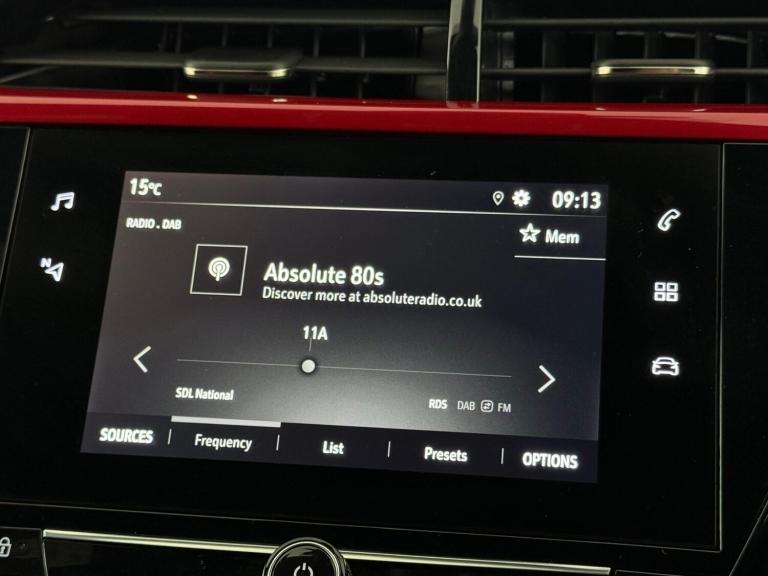 15°C
09:13
RADIO . DAB
Mem
Absolute 80s
Discover more at absoluteradio.co.uk
11A
SDL National
RDS DAB FM
SOURCES Frequency List Presets OPTIONS
N